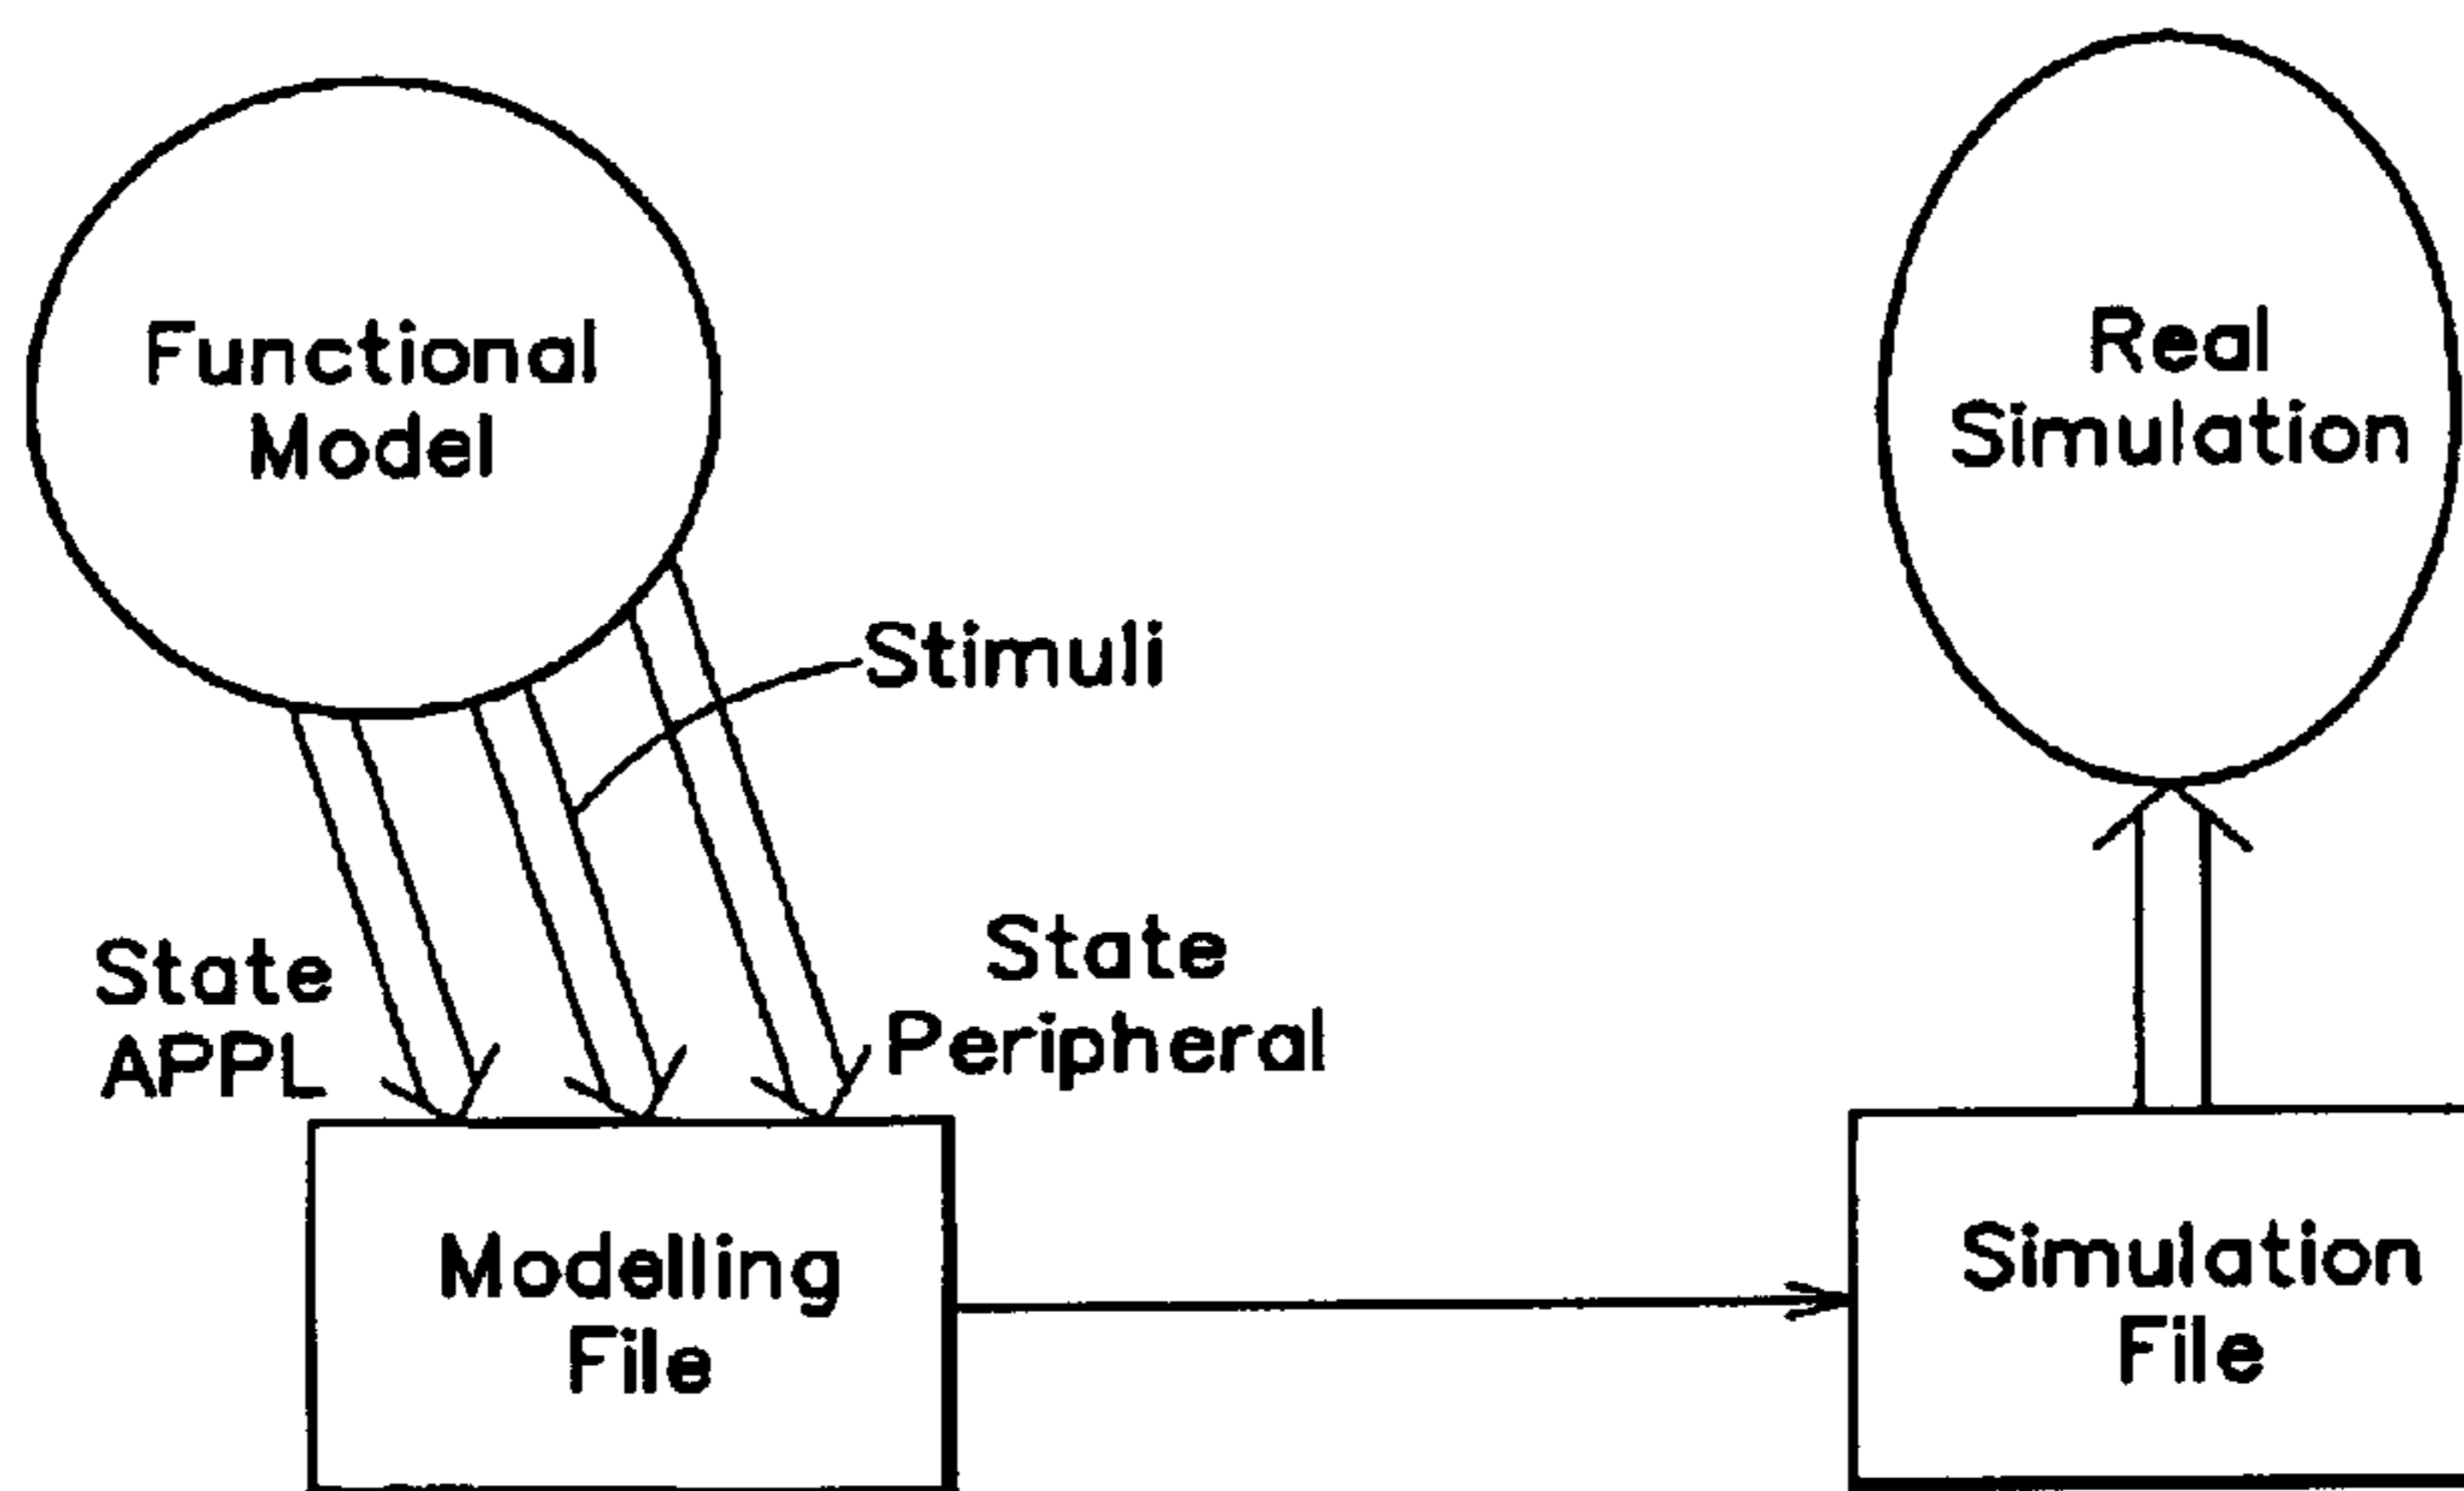 Functional
Model
Real
Simulation
Stimuli
State
APPL
State
Peripheral
Modelling
File
Simulation
File